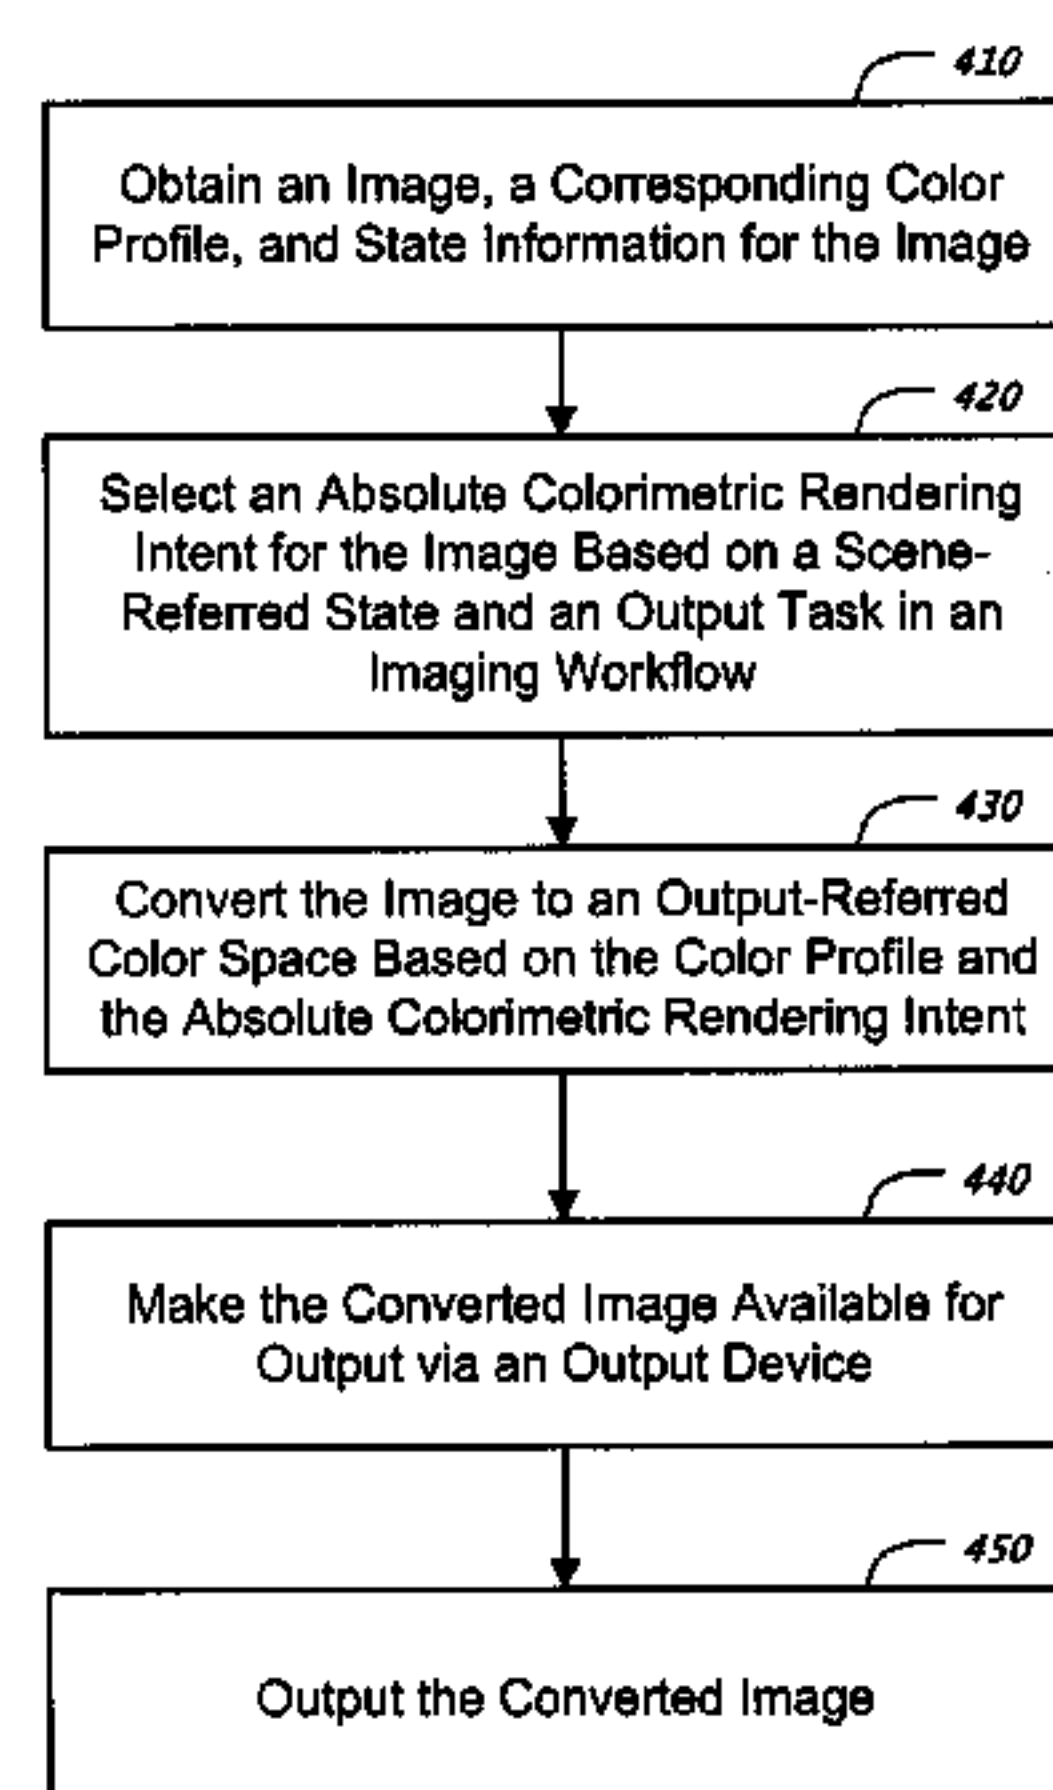 410
Obtain an Image, a Corresponding Color
Profile, and State Information for the Image
420
Select an Absolute Colorimetric Rendering
Intent for the Image Based on a Scene-
Referred State and an Output Task in an
Imaging Workflow
430
Convert the Image to an Output-Referred
Color Space Based on the Color Profile and
the Absolute Colorimetric Rendering Intent
440
Make the Converted Image Available for
Output via an Output Device
450
Output the Converted Image